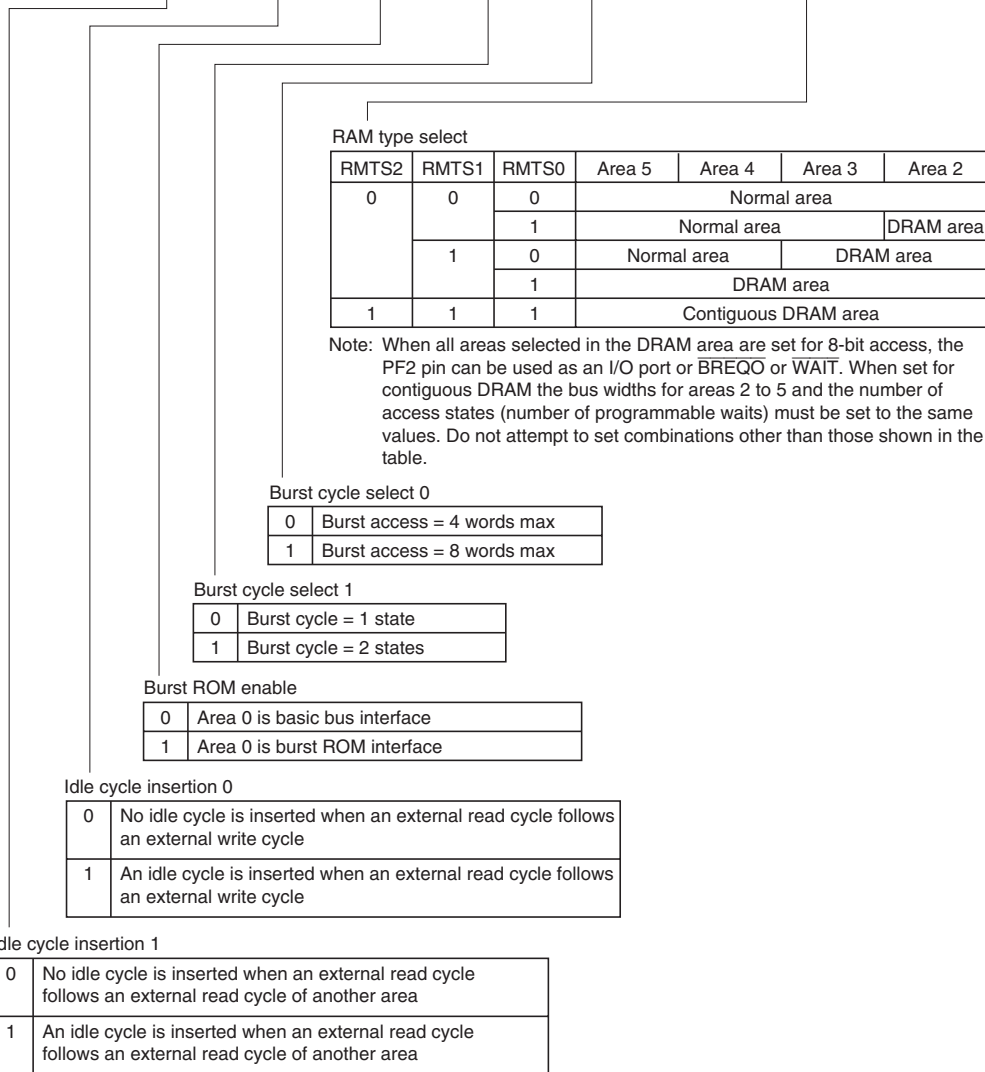 RAM type select
RMTS2 RMTS1 RMTS0 Area 5 Area 4 Area 3 Area 2
0 0 0 Normal area
1 Normal area DRAM area
1 0 Normal area DRAM area
1 DRAM area
1 1 1 Contiguous DRAM area
Note: When all areas selected in the DRAM area are set for 8-bit access, the
PF2 pin can be used as an I/O port or BREQO or WAIT. When set for
contiguous DRAM the bus widths for areas 2 to 5 and the number of
access states (number of programmable waits) must be set to the same
values. Do not attempt to set combinations other than those shown in the
table.
Burst cycle select 0
0 Burst access = 4 words max
1 Burst access = 8 words max
Burst cycle select 1
0 Burst cycle = 1 state
1 Burst cycle = 2 states
Burst ROM enable
0 Area 0 is basic bus interface
1 Area 0 is burst ROM interface
Idle cycle insertion 0
0 No idle cycle is inserted when an external read cycle follows
an external write cycle
1 An idle cycle is inserted when an external read cycle follows
an external write cycle
dle cycle insertion 1
0 No idle cycle is inserted when an external read cycle
follows an external read cycle of another area
1 An idle cycle is inserted when an external read cycle
follows an external read cycle of another area